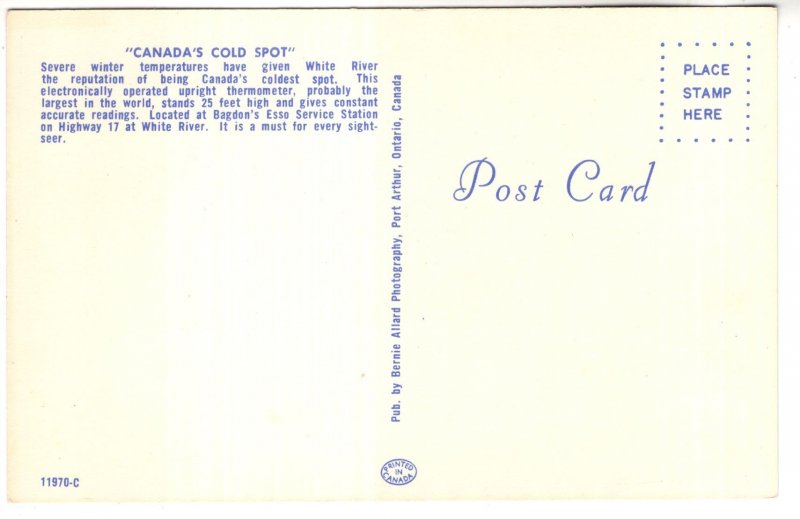 "CANADA'S COLD SPOT"
Severe winter temperatures have given White River
the reputation of being Canada's coldest spot. This
electronically operated upright thermometer, probably the
largest in the world, stands 25 feet high and gives constant
accurate readings. Located at Bagdon's Esso Service Station
on Highway 17 at White River. It is a must for every sight-
seer.
11970-C
Pub. by Bernie Allard Photography, Port Arthur, Ontario, Canada
PRINTED
IN
CANADA
PLACE
STAMP
HERE
Post Card